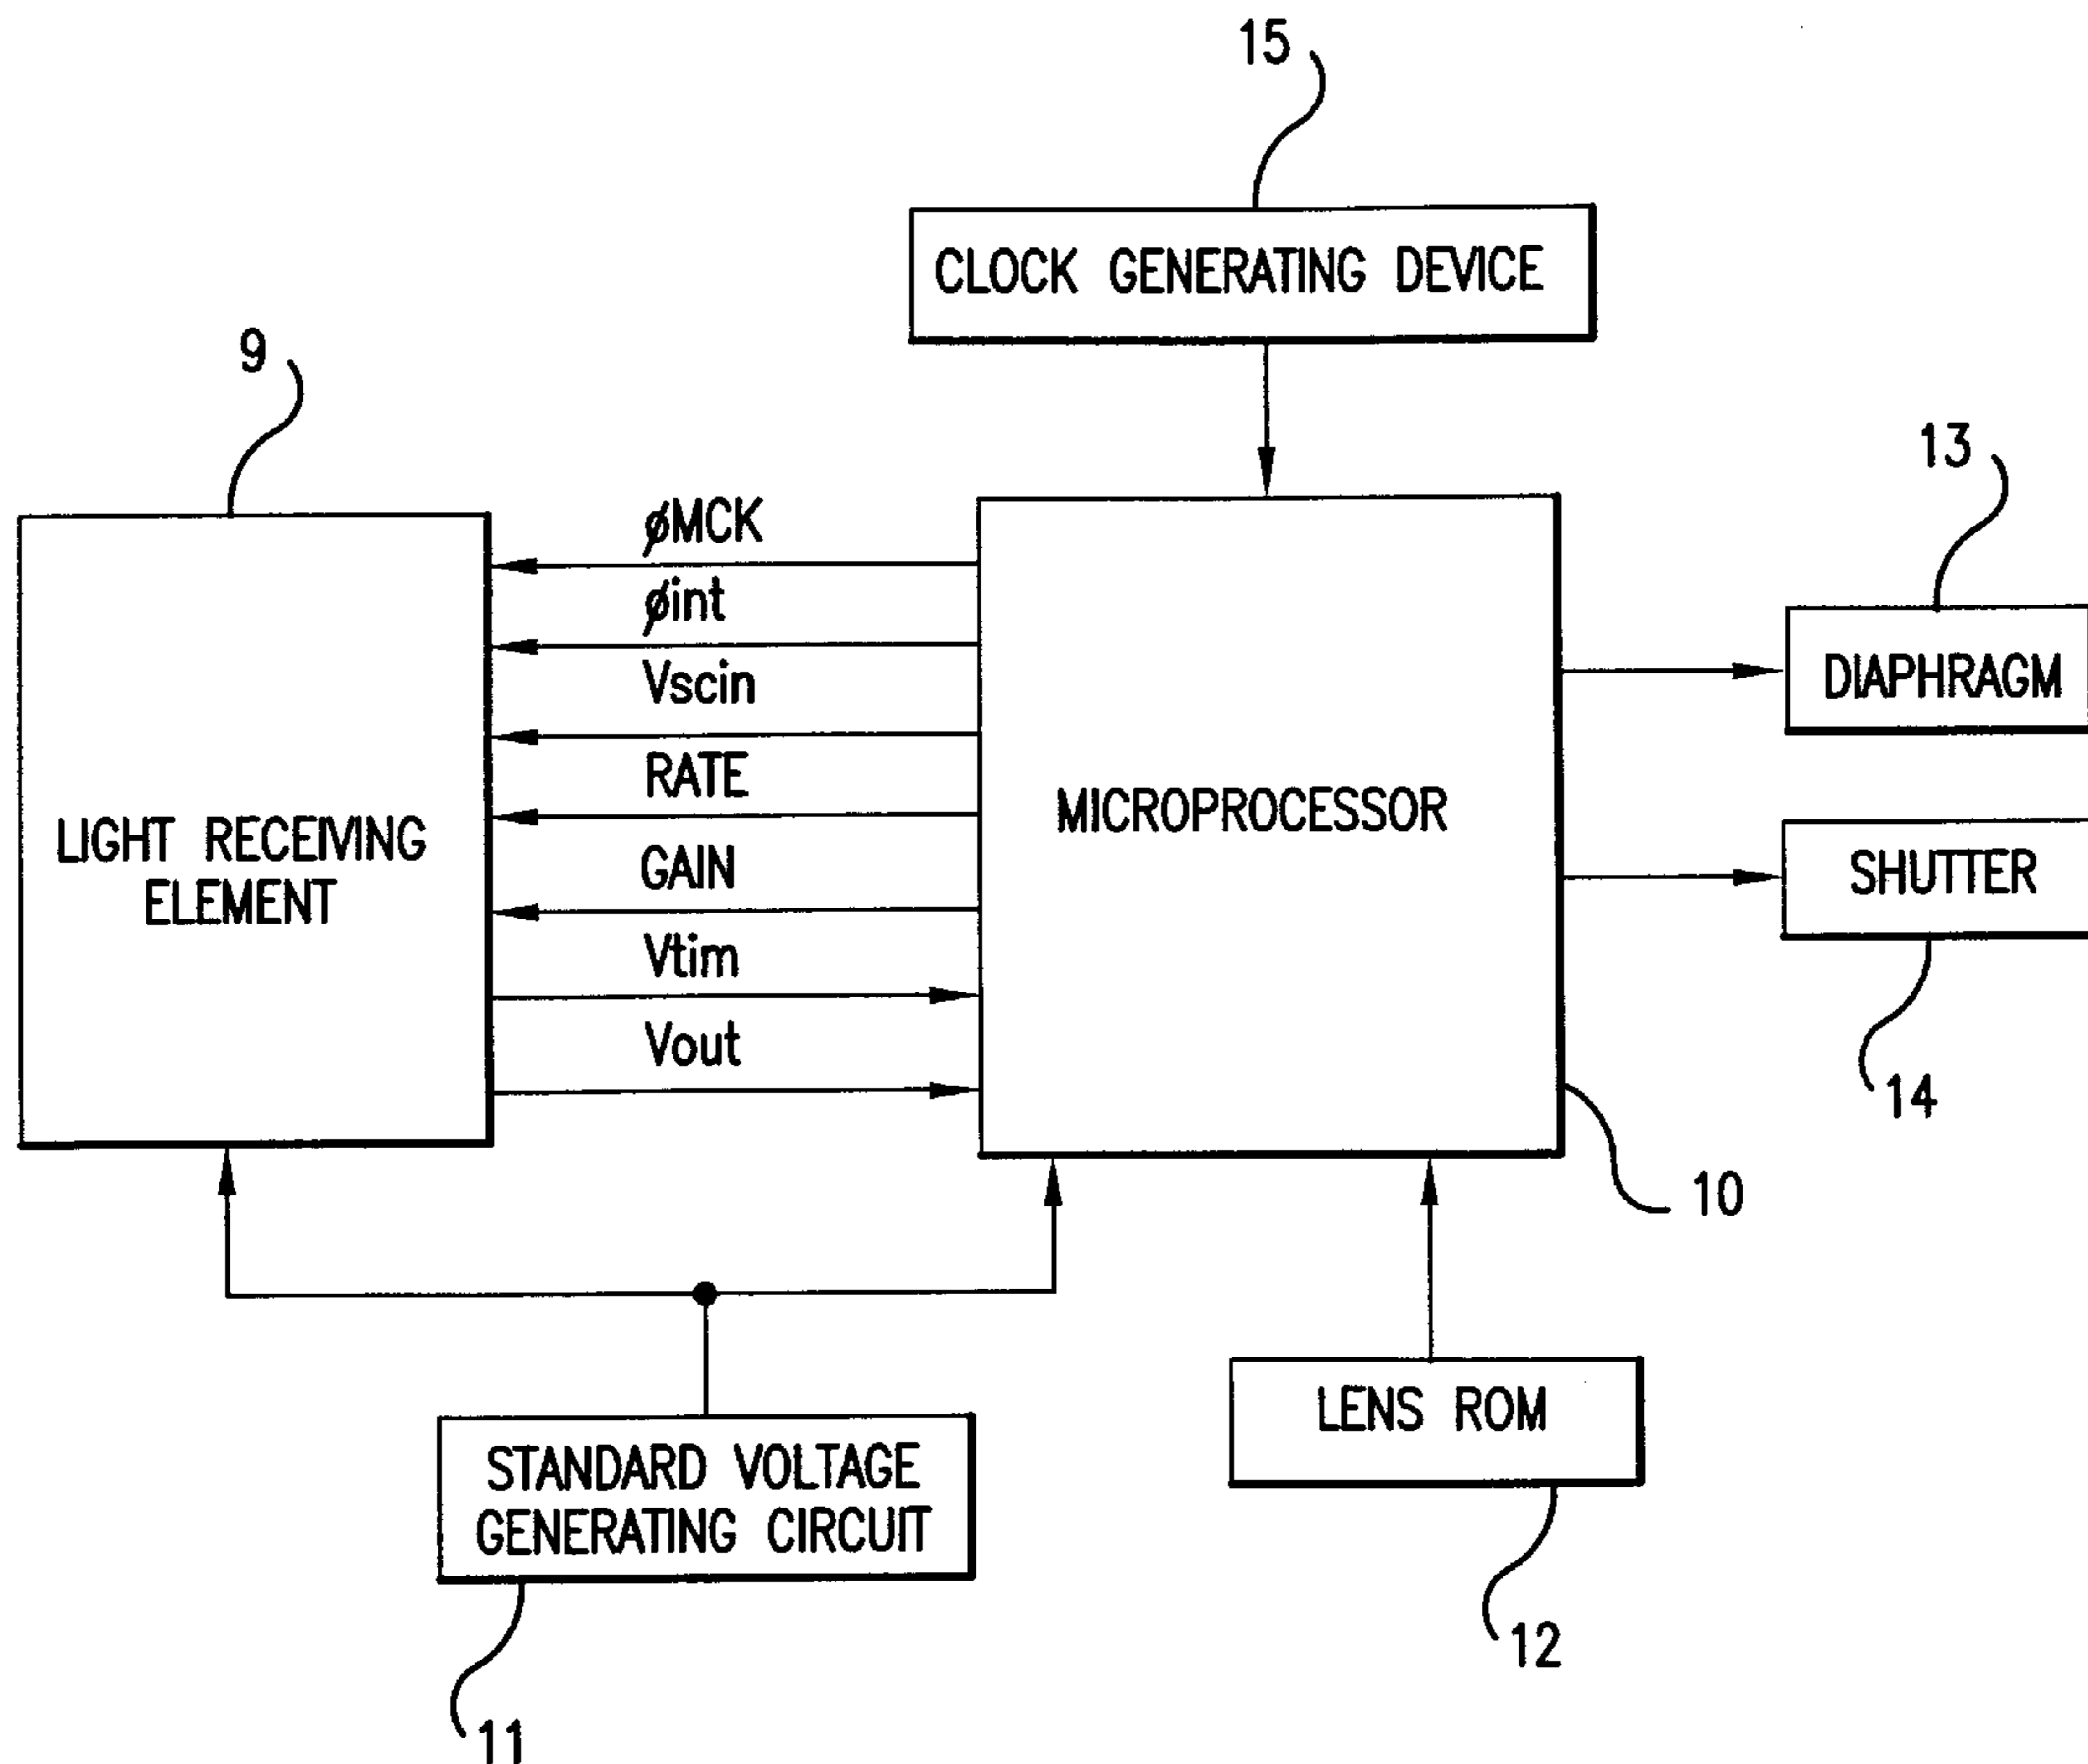 15
CLOCK GENERATING DEVICE
9
13
øMCK
øint
Vscin
RATE
GAIN
Vtim
Vout
LIGHT RECEIVING
ELEMENT
MICROPROCESSOR
DIAPHRAGM
SHUTTER
14
10
LENS ROM
STANDARD VOLTAGE
GENERATING CIRCUIT
12
11